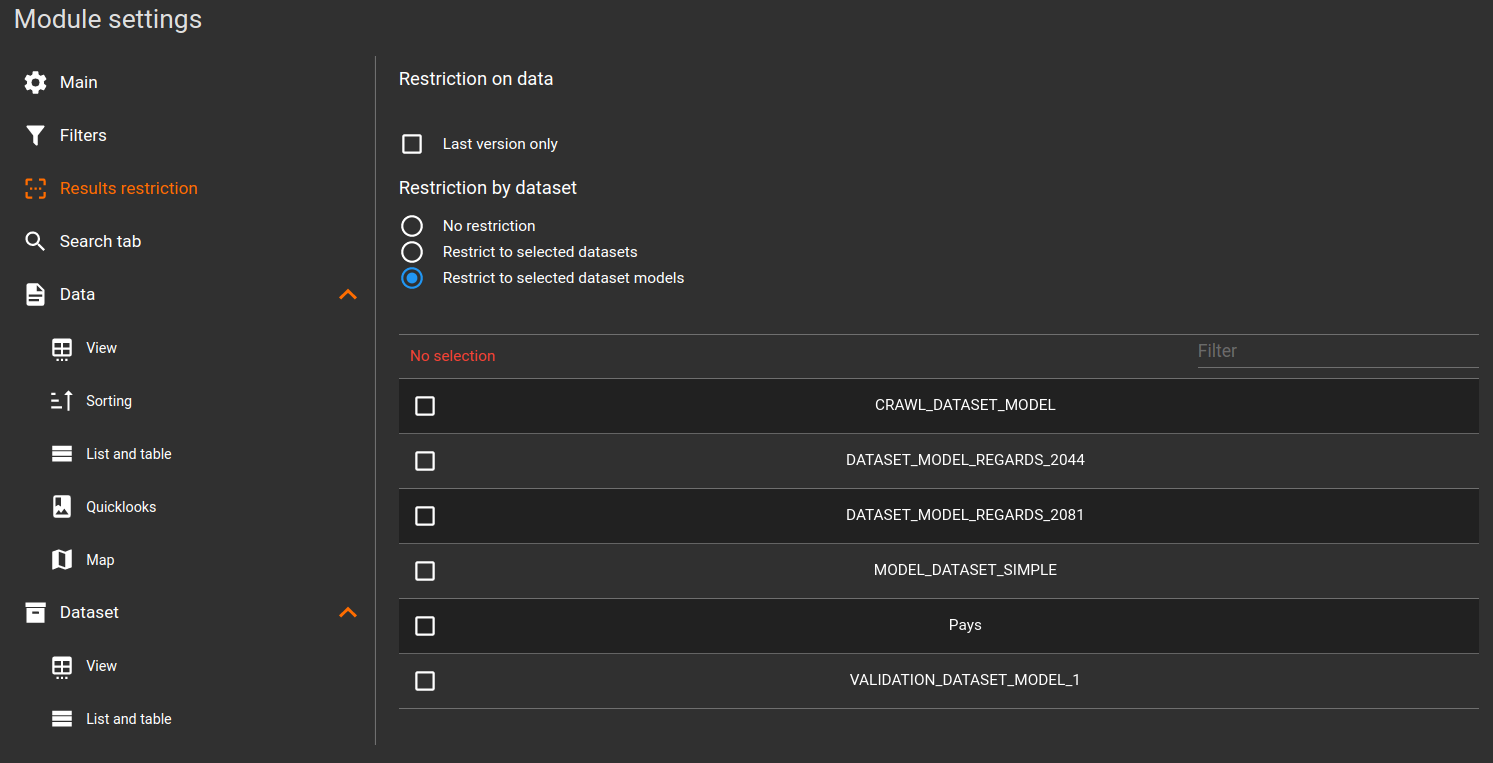 Module settings
Main
Filters
Results restriction
Search tab
Data
View
Sorting
List and table
Quicklooks
Map
Dataset
View
List and table
Restriction on data
Last version only
Restriction by dataset
No restriction
Restrict to selected datasets
Restrict to selected dataset models
No selection
Filter
CRAWL_DATASET_MODEL
DATASET_MODEL_REGARDS_2044
DATASET_MODEL_REGARDS_2081
MODEL_DATASET_SIMPLE
Pays
VALIDATION_DATASET_MODEL_1